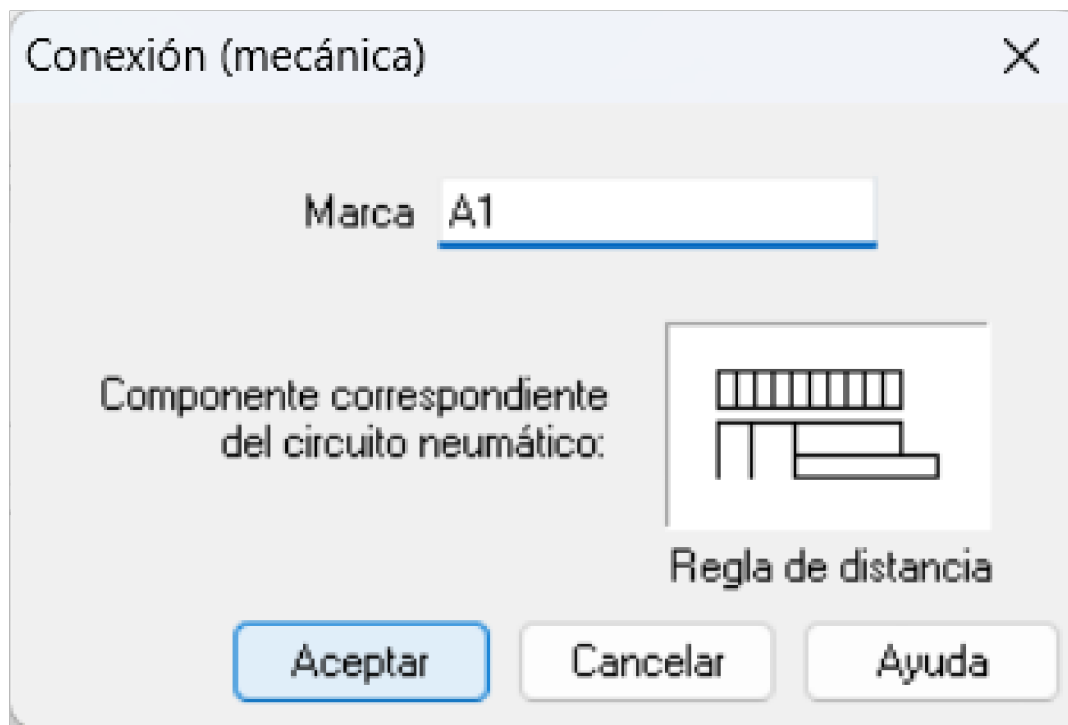 Conexión (mecánica)
Marca A1
Componente correspondiente
del circuito neumático:
Regla de distancia
Aceptar Cancelar Ayuda